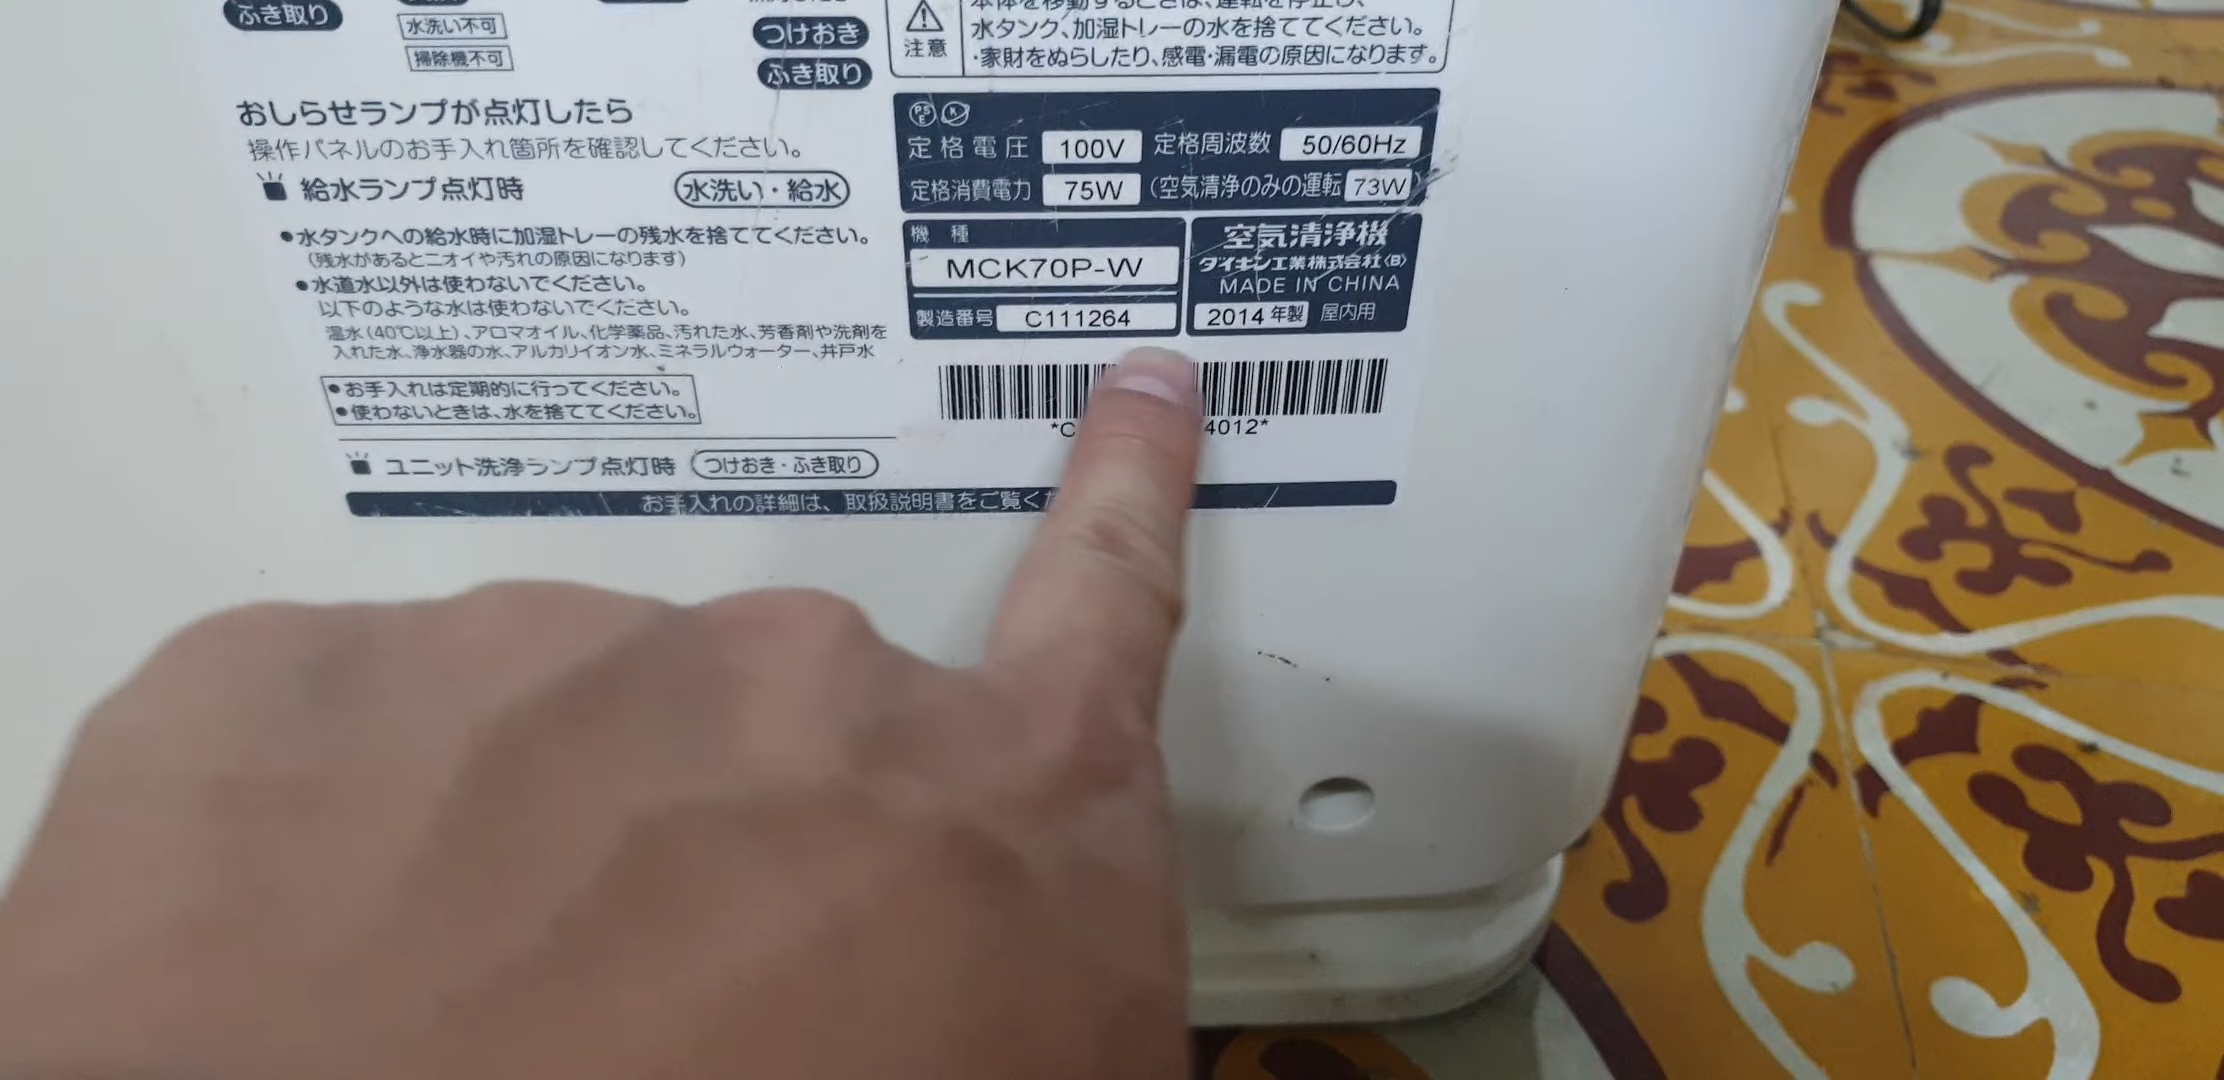 ふき取り
水洗い不可
掃除機不可
つけおき
ふき取り
おしらせランプが点灯したら
操作パネルのお手入れ箇所を確認してください。
給水ランプ点灯時
水洗い・給水
●水タンクへの給水時に加湿トレーの残水を捨ててください。
(残水があるとニオイや汚れの原因になります)
●水道水以外は使わないでください。
以下のような水は使わないでください。
温水(40℃以上)、アロマオイル、化学薬品、汚れた水、芳香剤や洗剤を
入れた水、浄水器の水、アルカリイオン水、ミネラルウォーター、井戸水
●お手入れは定期的に行ってください。
●使わないときは、水を捨ててください。
ユニット洗浄ランプ点灯時
つけおき・ふき取り
お手入れの詳細は、取扱説明書をご覧く
注意
本体を移動するときは、運転を停止し、
水タンク、加湿トレーの水を捨ててください。
・家財をぬらしたり、感電・漏電の原因になります。
PSE
定格電圧 100V 定格周波数 50/60Hz
定格消費電力 75W (空気清浄のみの運転 73W)
機種
MCK70P-W
製造番号 C111264
空気清浄機
ダイキン工業株式会社〈B〉
MADE IN CHINA
2014年製 屋内用
*C 4012*